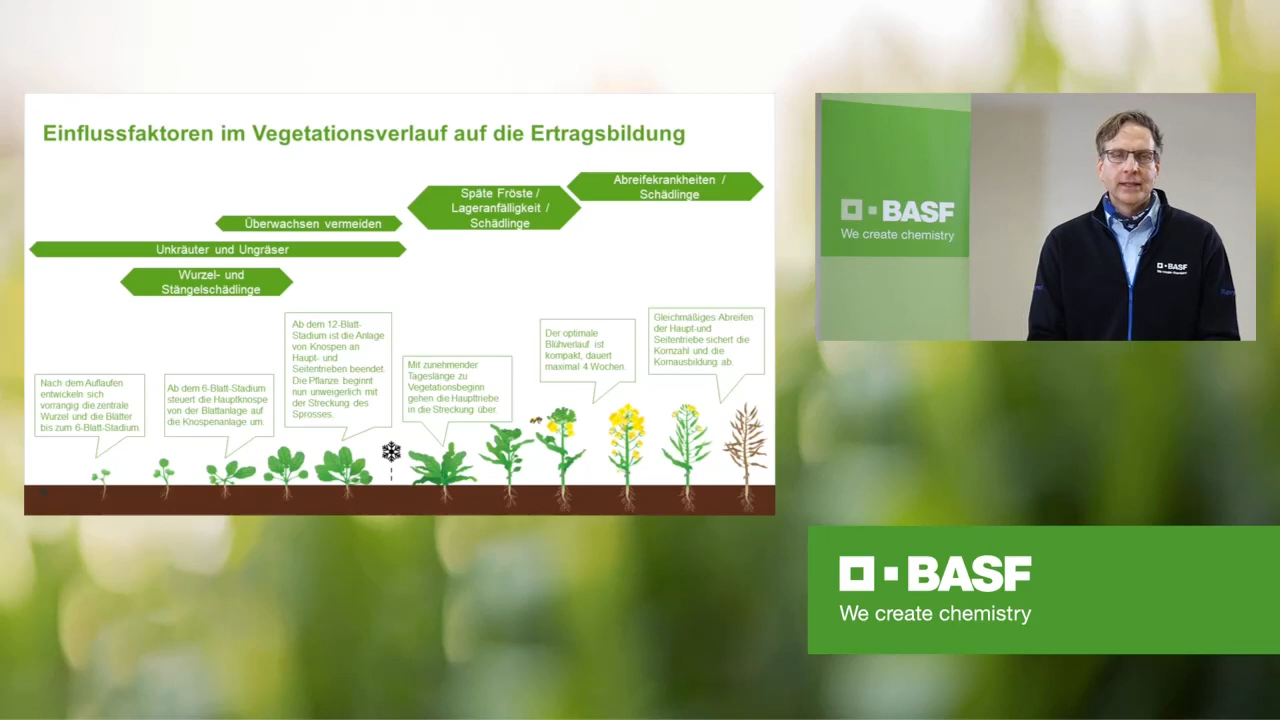 Einflussfaktoren im Vegetationsverlauf auf die Ertragsbildung
Abreifekrankheiten /
Schädlinge
Späte Fröste /
Lageranfälligkeit /
Schädlinge
Überwachsen vermeiden
Unkräuter und Ungräser
Wurzel- und
Stängelschädlinge
Nach dem Auflaufen
entwickeln sich
vorrangig die zentrale
Wurzel und die Blätter
bis zum 6-Blatt-Stadium
Ab dem 6-Blatt-Stadium
steuert die Hauptknospe
von der Blattanlage auf
die Knospenanlage um.
Ab dem 12-Blatt-
Stadium ist die Anlage
von Knospen an
Haupt- und
Seitentrieben beendet.
Die Pflanze beginnt
nun unweigerlich mit
der Streckung des
Sprosses.
Mit zunehmender
Tageslänge zu
Vegetationsbeginn
gehen die Haupttriebe
in die Streckung über.
Der optimale
Blühverlauf ist
kompakt, dauert
maximal 4 Wochen.
Gleichmäßiges Abreifen
der Haupt-und
Seitentriebe sichert die
Kornzahl und die
Kornausbildung ab.
BASF
We create chemistry
BASF
We create chemistry
BASF
We create chemistry